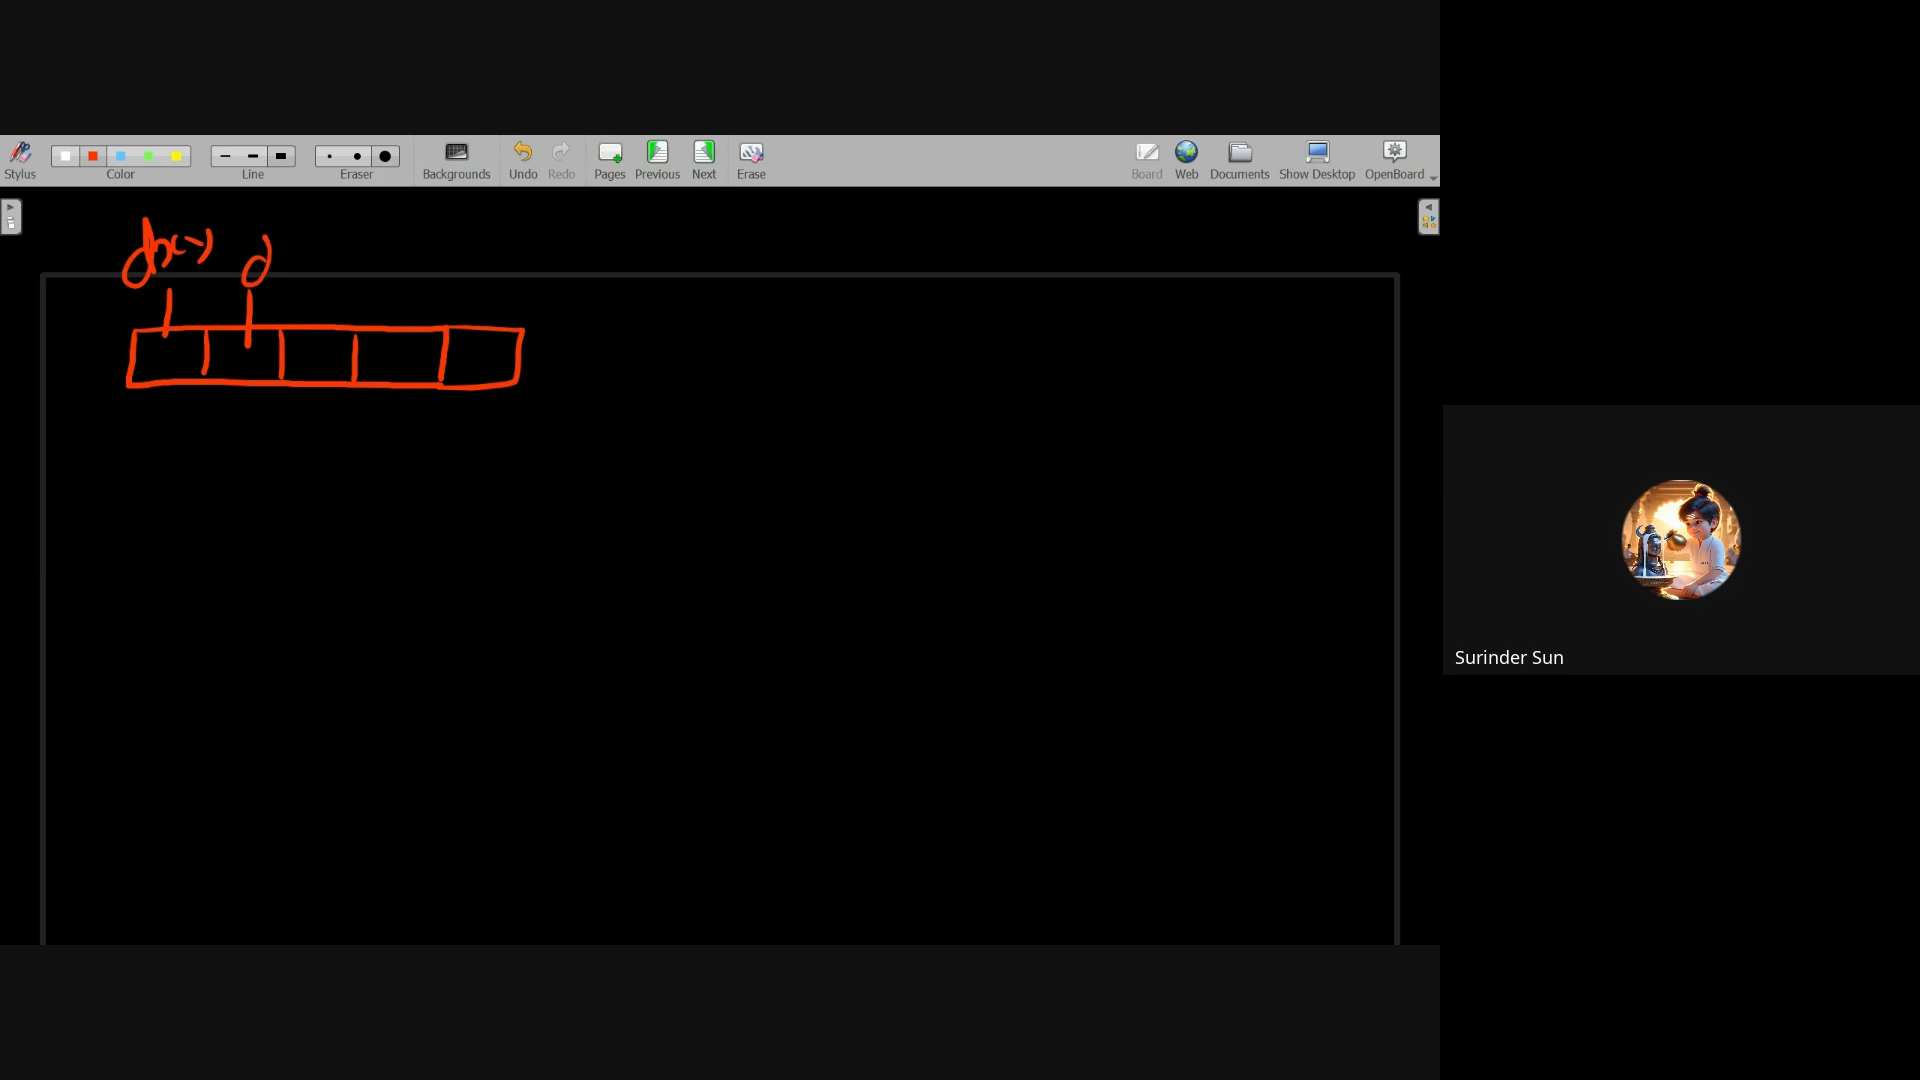 Stylus Color Line Eraser Backgrounds Undo Redo Pages Previous Next Erase Board Web Documents Show Desktop OpenBoard
d
Surinder Sun